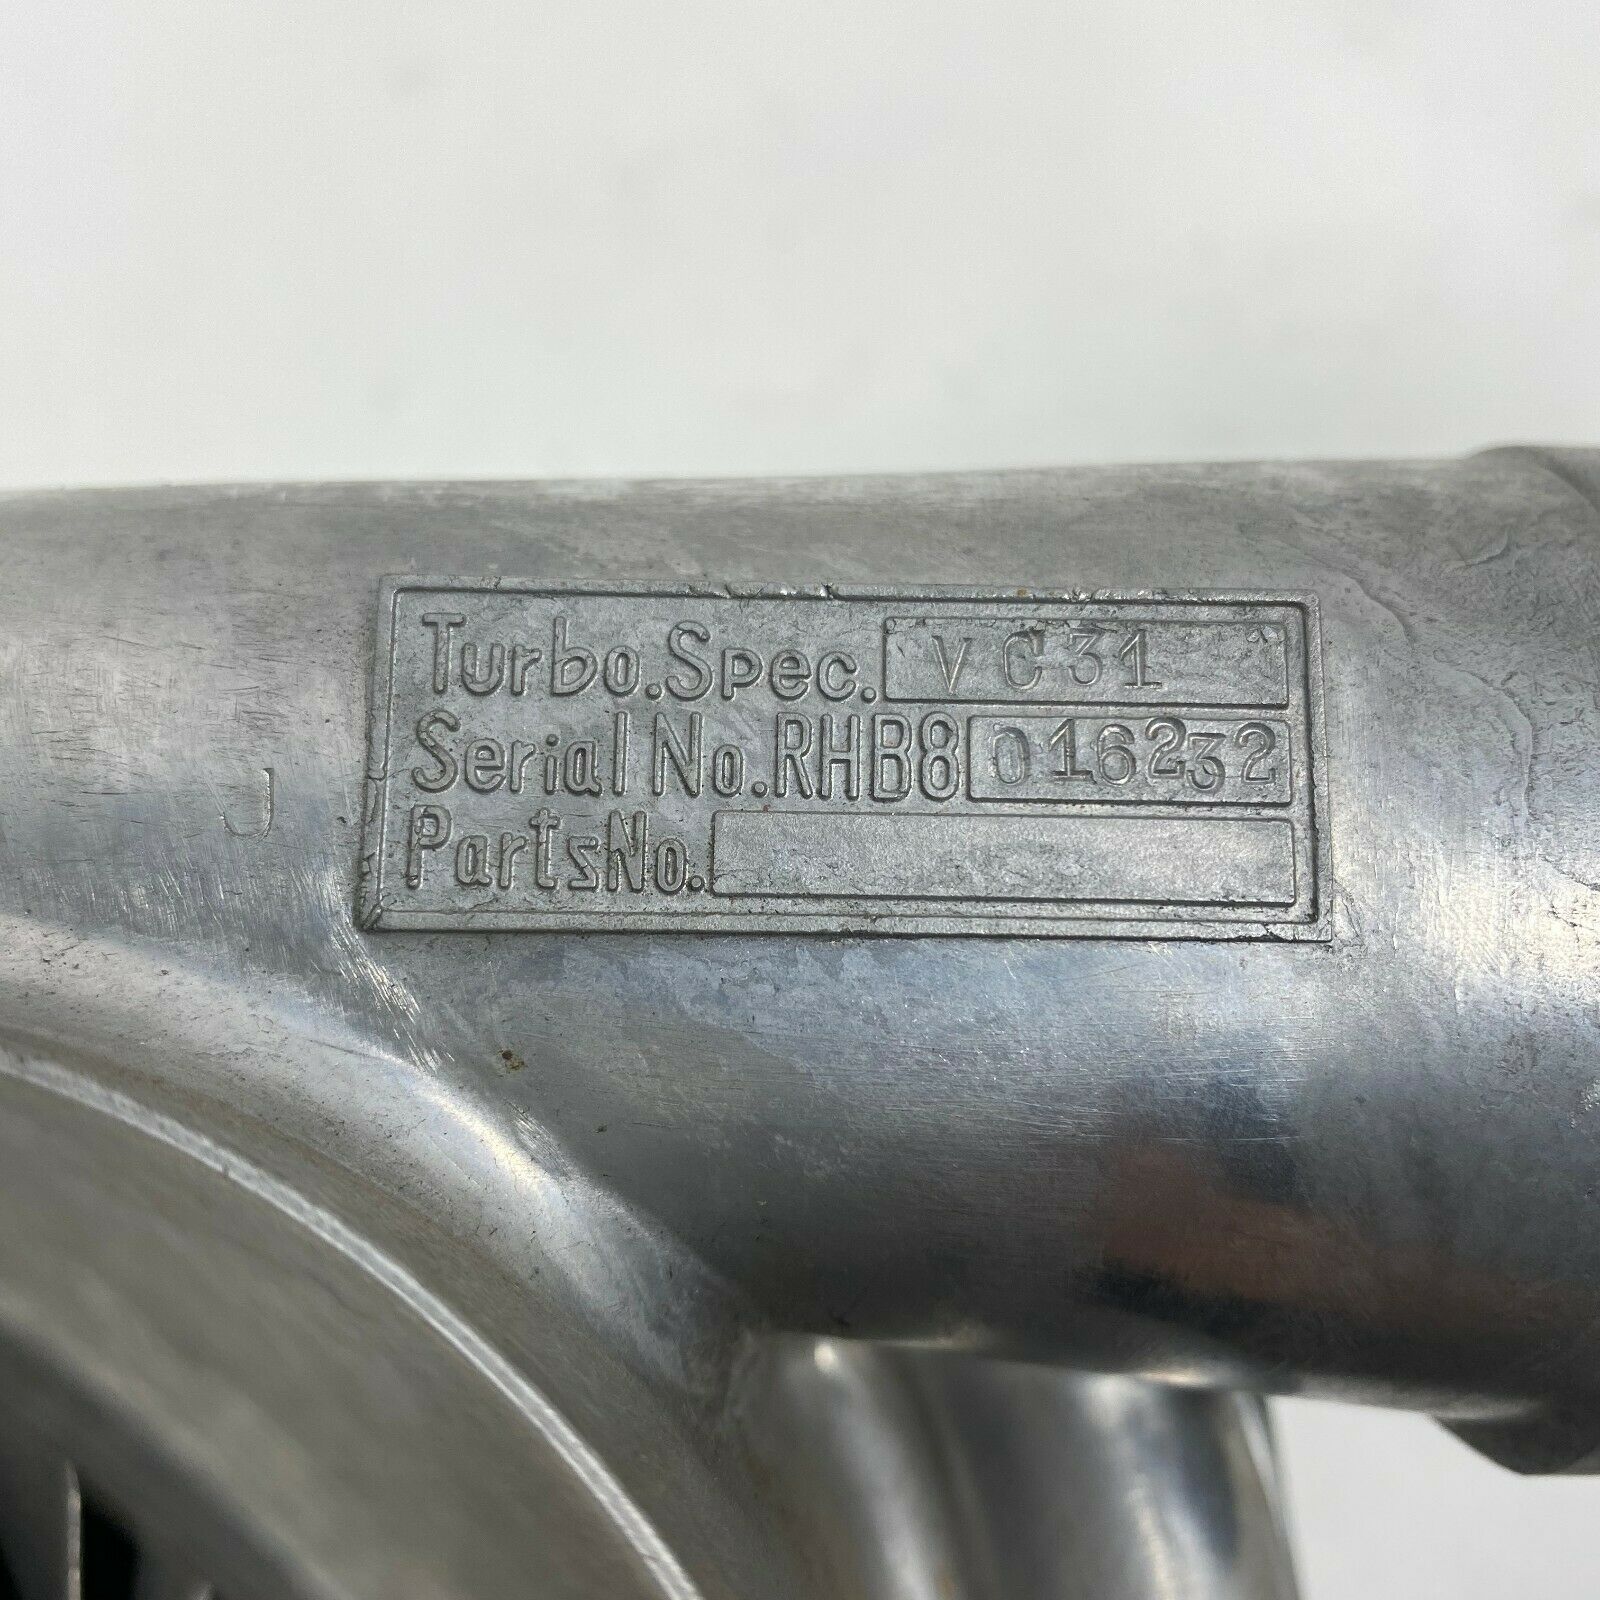 Turbo.Spec. VC31
Serial No.RHB8 016232
PartsNo.
J